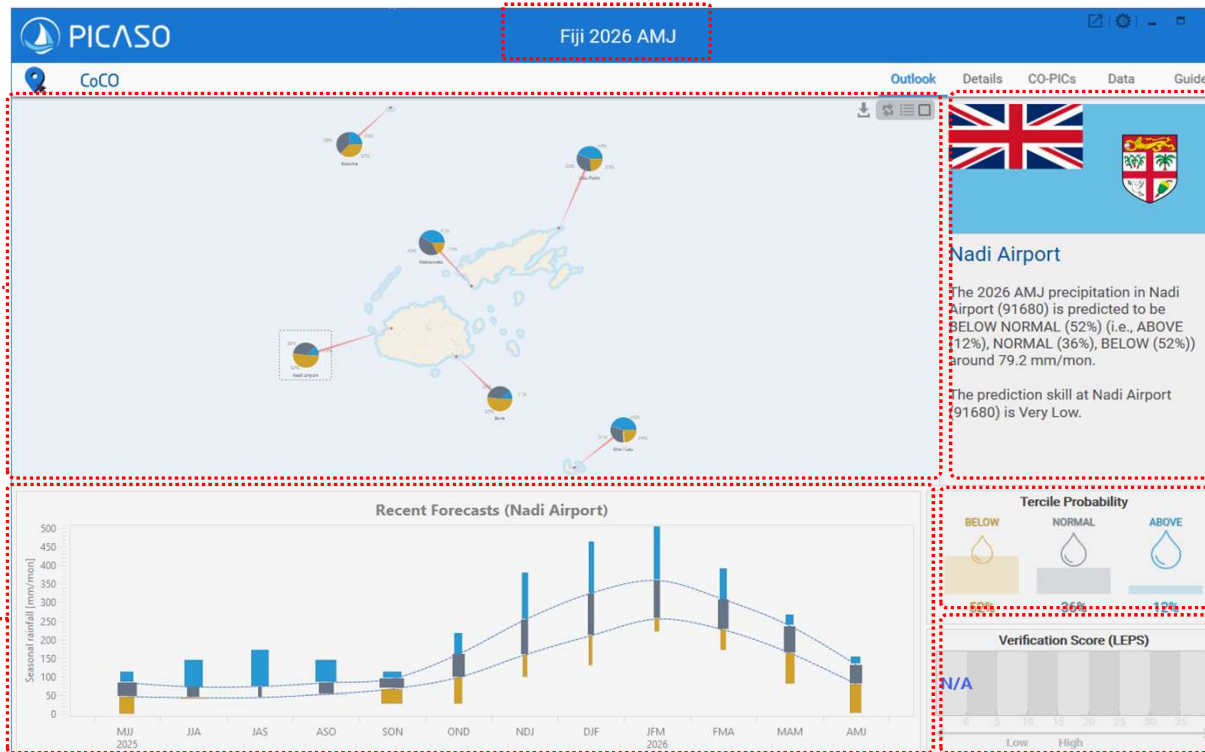 PICASO
Fiji 2026 AMJ
CoCO
Outlook Details CO-PICs Data Guide
Rotuma
Nadi Airport
Nadi Airport
The 2026 AMJ precipitation in Nadi
Airport (91680) is predicted to be
BELOW NORMAL (52%) (i.e., ABOVE
(12%), NORMAL (36%), BELOW (52%))
around 79.2 mm/mon.
The prediction skill at Nadi Airport
(91680) is Very Low.
Recent Forecasts (Nadi Airport)
Seasonal rainfall [mm/mon]
500
450
400
350
300
250
200
150
100
50
0
MJJ JJA JAS ASO SON OND NDJ DJF JFM FMA MAM AMJ
2025 2026
Tercile Probability
BELOW NORMAL ABOVE
52% 36% 12%
Verification Score (LEPS)
N/A
0 5 10 15 20 25 30 35
Low High